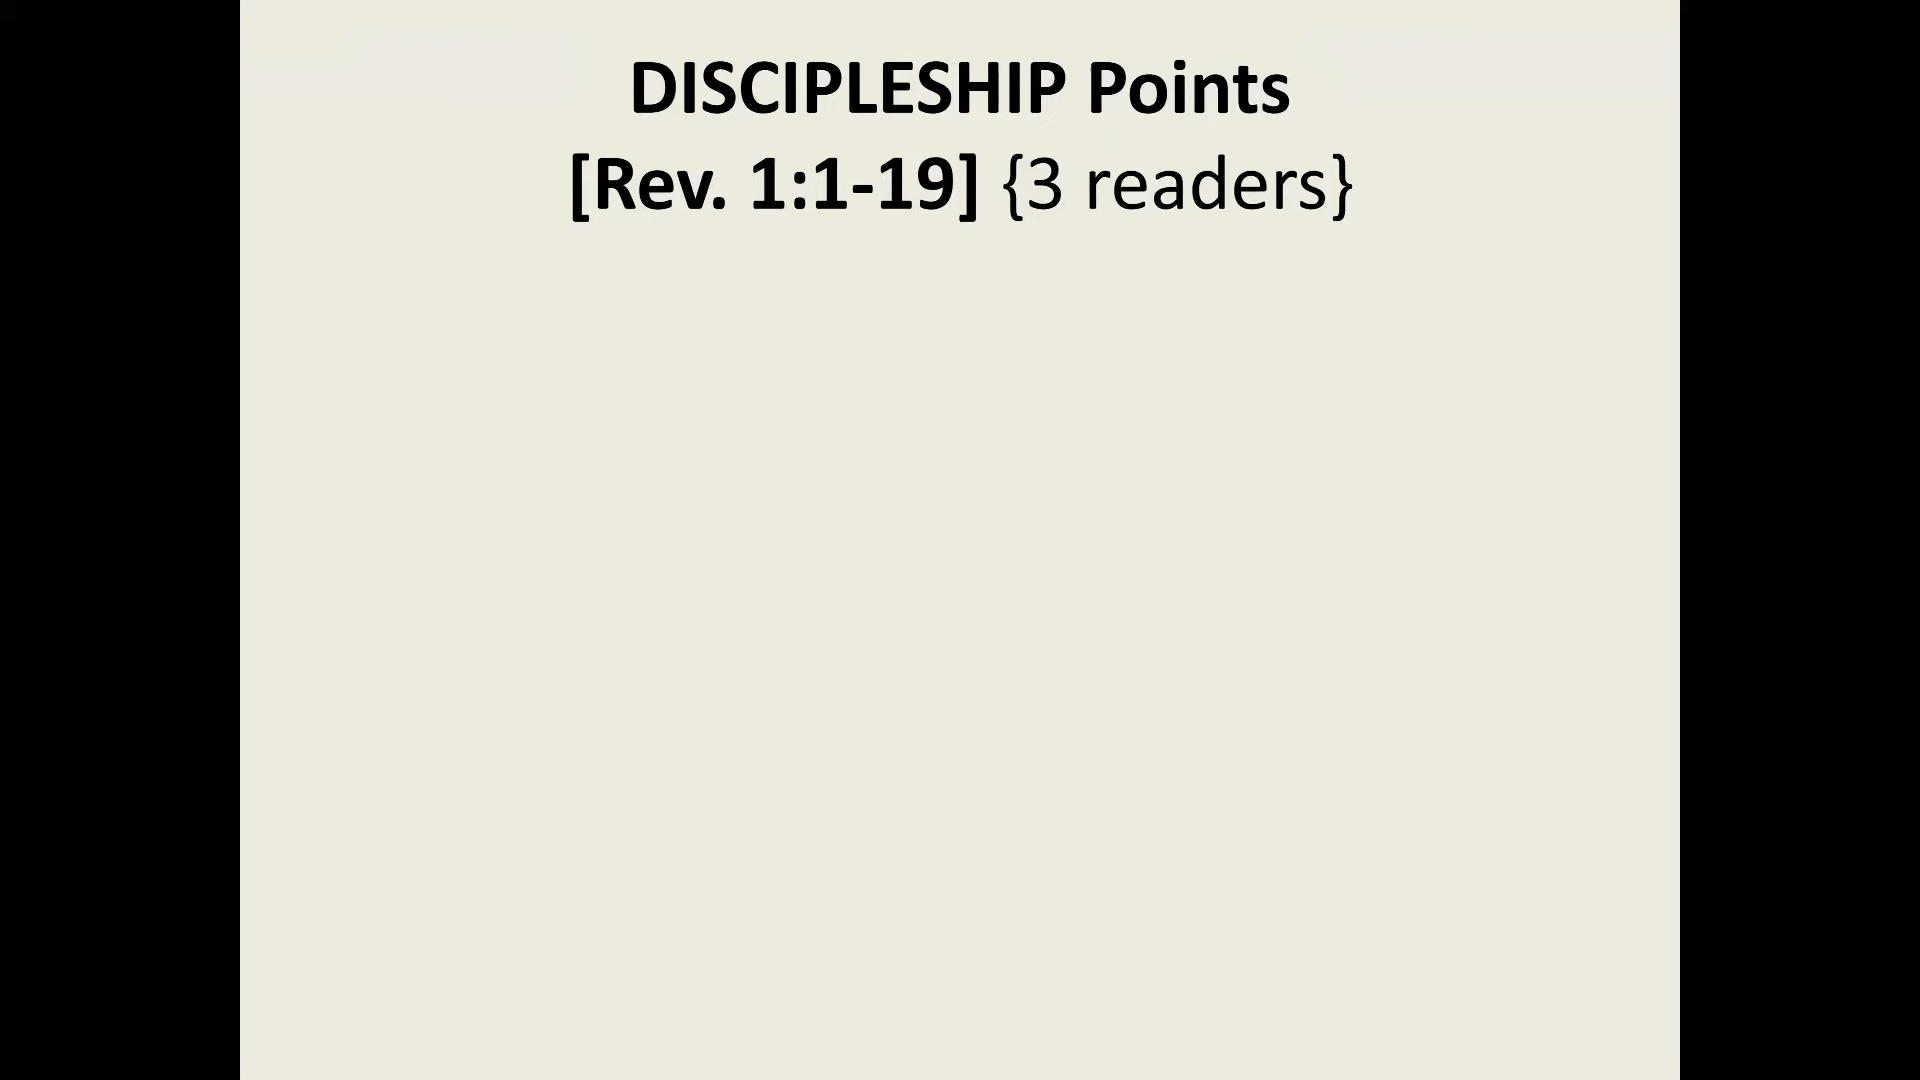 DISCIPLESHIP Points
[Rev. 1:1-19] {3 readers}